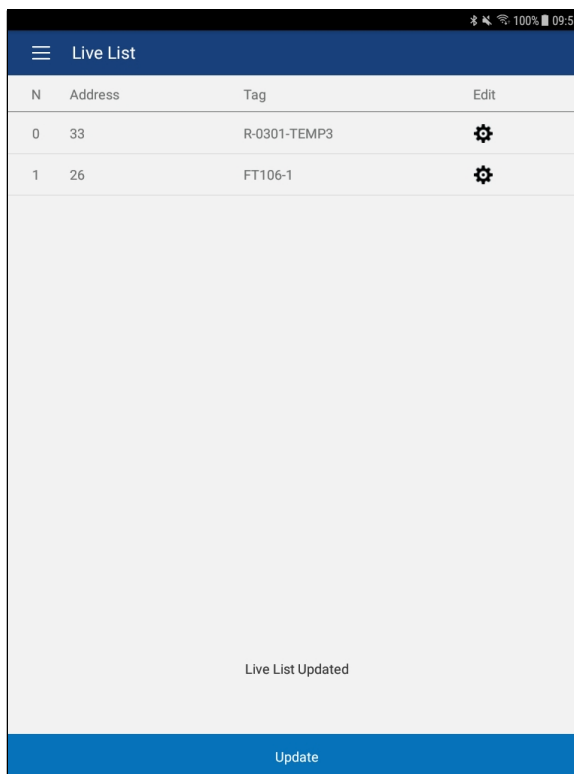 100% 09:5
Live List
N Address Tag Edit
0 33 R-0301-TEMP3
1 26 FT106-1
Live List Updated
Update